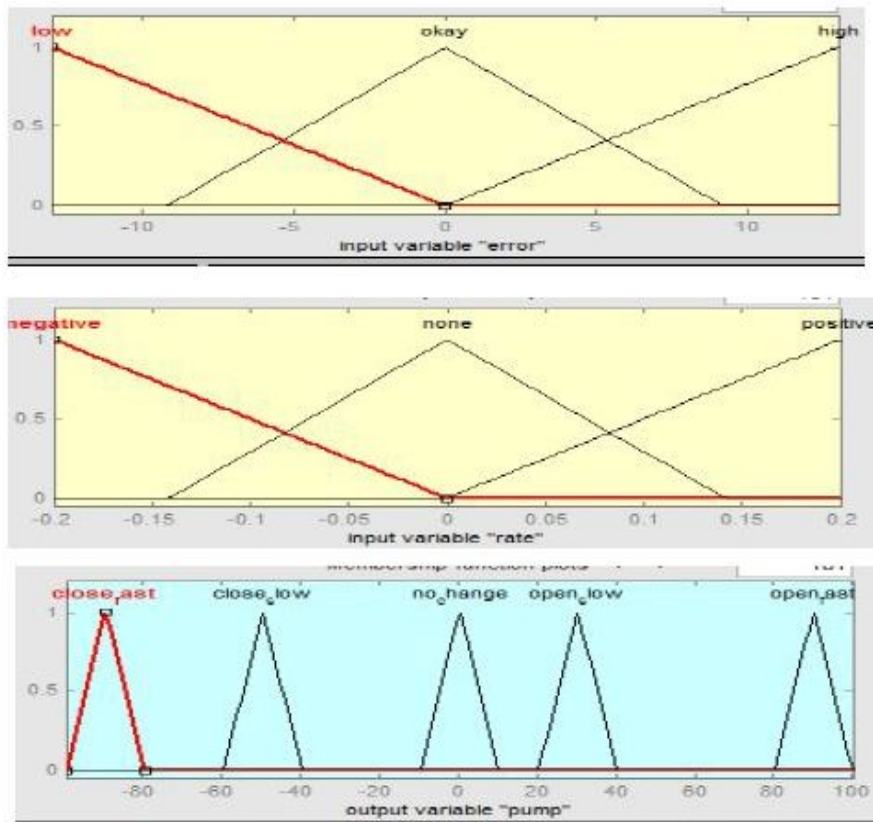 low okay high
1
0.5
0
-10 -5 0 5 10
input variable "error"
negative none positive
1
0.5
0
-0.2 -0.15 -0.1 -0.05 0 0.05 0.1 0.15 0.2
input variable "rate"
Membership function plots
close_fast close_slow no_change open_slow open_fast
1
0.5
0
-80 -60 -40 -20 0 20 40 60 80 100
output variable "pump"